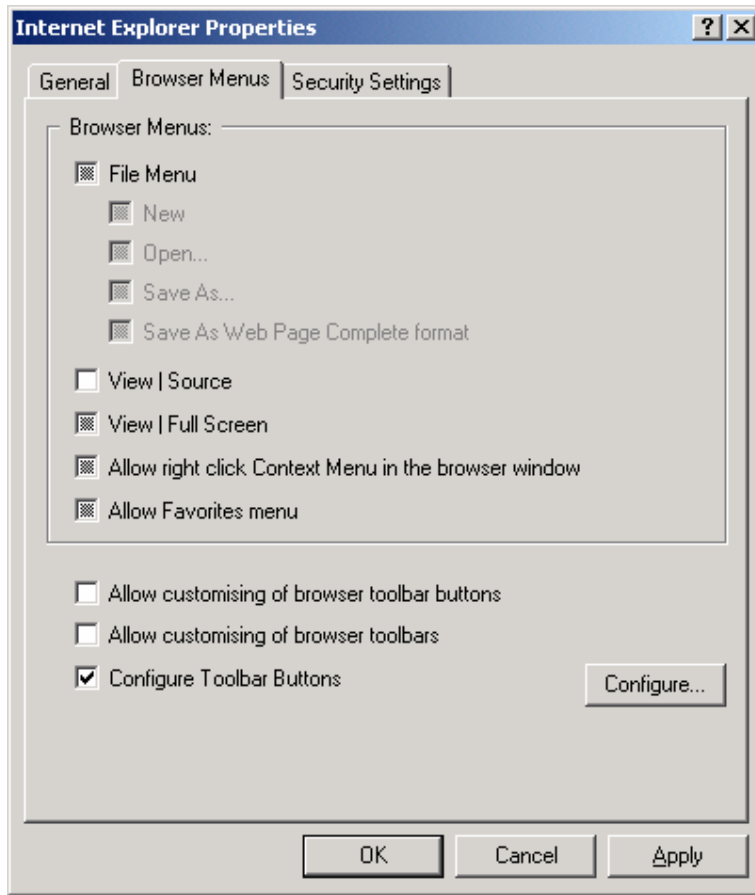 Internet Explorer Properties
General Browser Menus Security Settings
Browser Menus:
File Menu
New
Open...
Save As...
Save As Web Page Complete format
View | Source
View | Full Screen
Allow right click Context Menu in the browser window
Allow Favorites menu
Allow customising of browser toolbar buttons
Allow customising of browser toolbars
Configure Toolbar Buttons Configure...
OK Cancel Apply